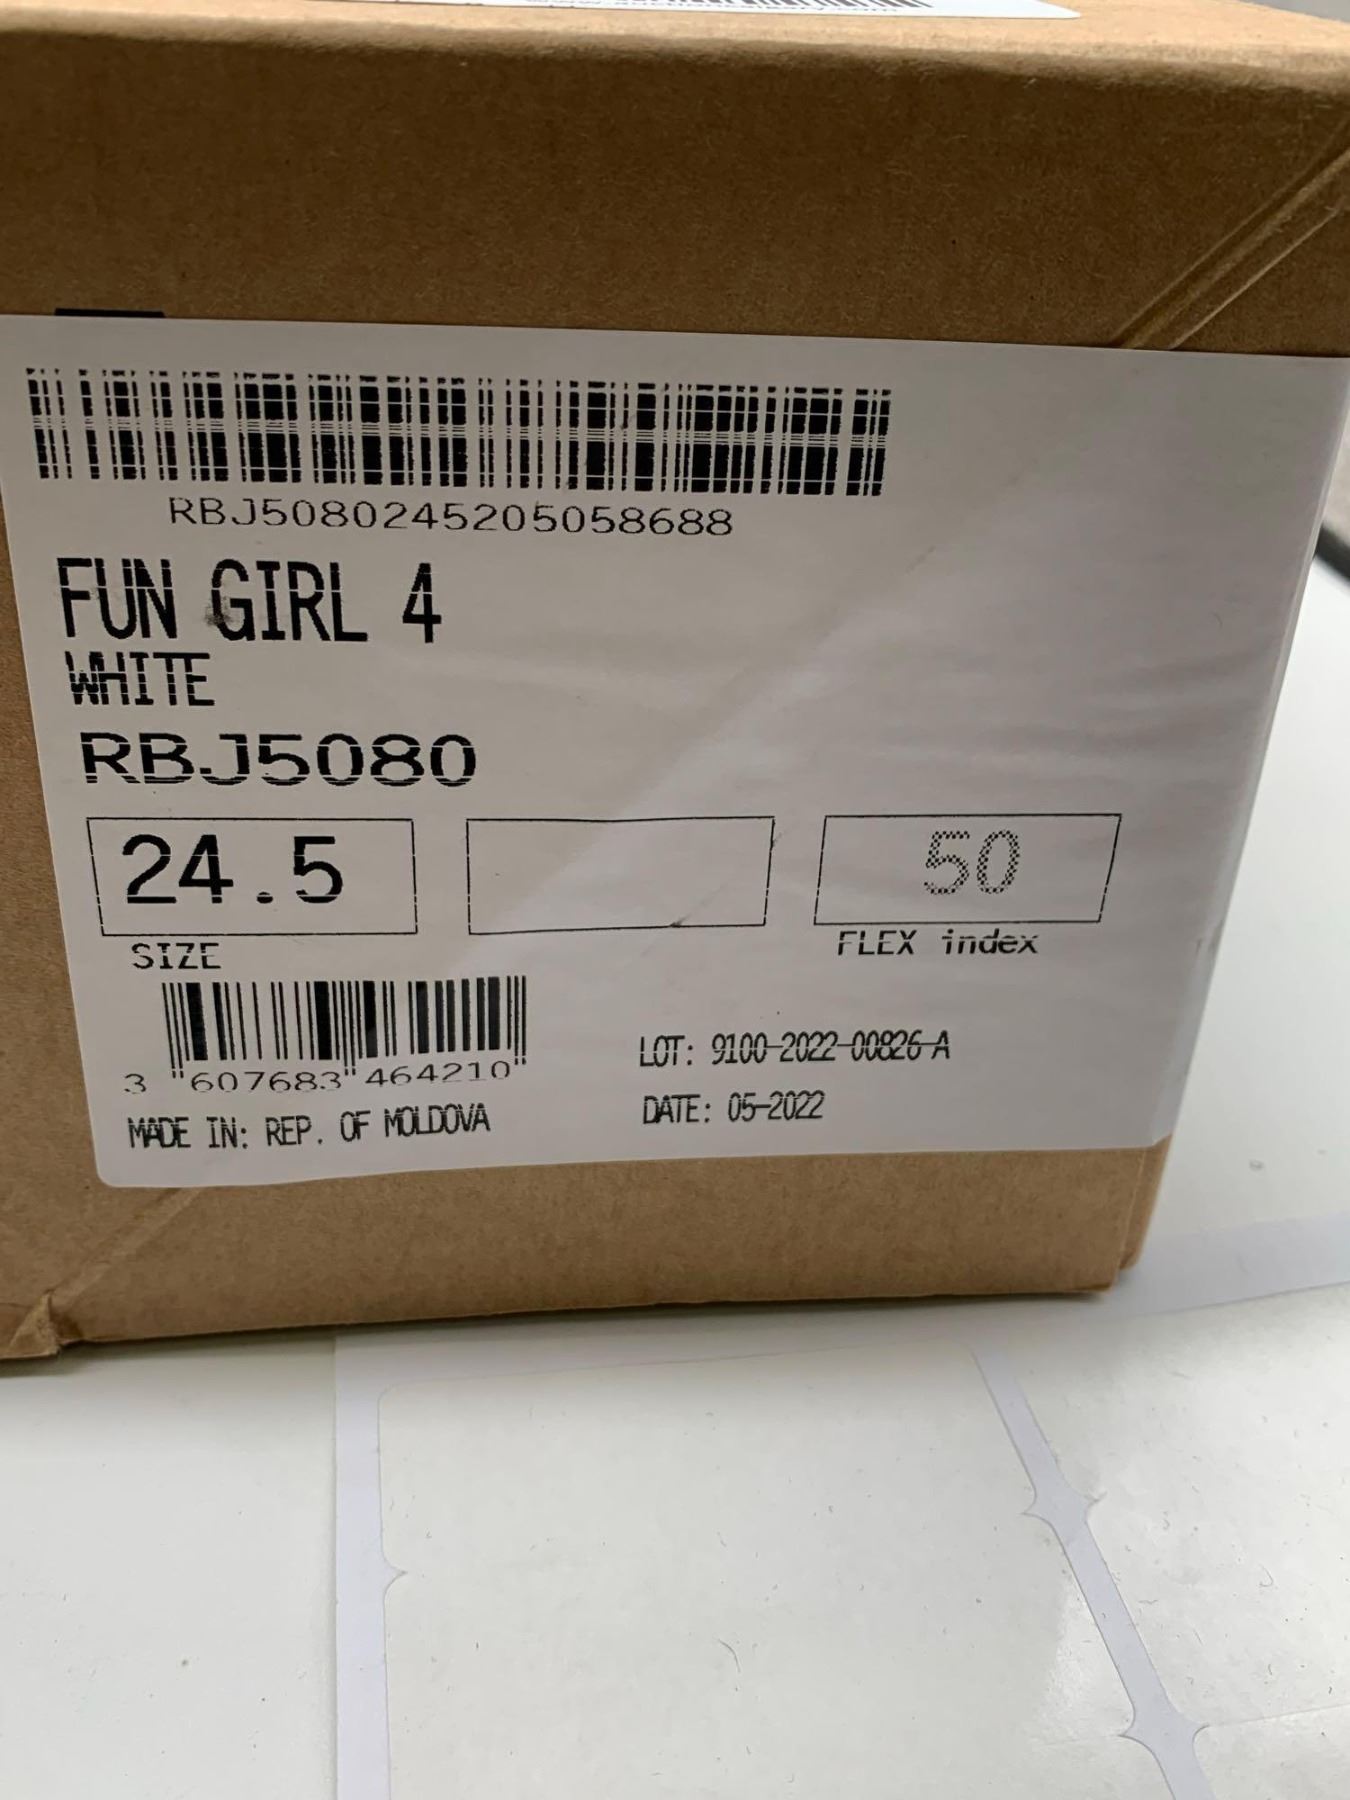 RBJ5080245205058688
FUN GIRL 4
WHITE
RBJ5080
24.5
50
SIZE
FLEX index
3 "607683"464210"
LOT: 9100-2022-00826-A
DATE: 05-2022
MADE IN: REP. OF MOLDOVA